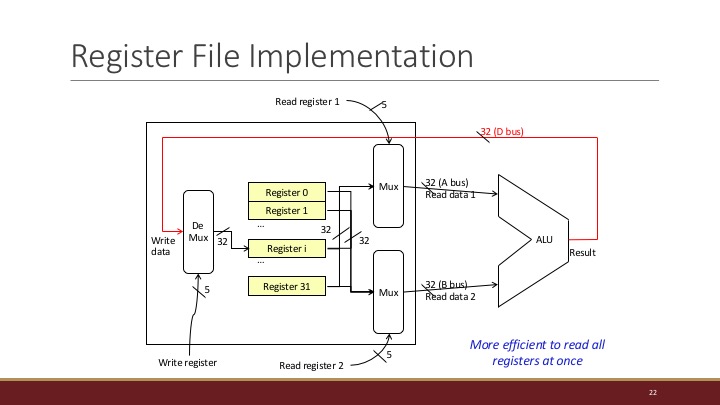 Register File Implementation
Read register 1
5
32 (D bus)
Mux
32 (A bus)
Read data 1
Register 0
Register 1
...
De
Mux
32
Write
data
Register i
...
32
32
ALU
Result
5
Register 31
Mux
32 (B bus)
Read data 2
Write register
Read register 2
5
More efficient to read all
registers at once
22